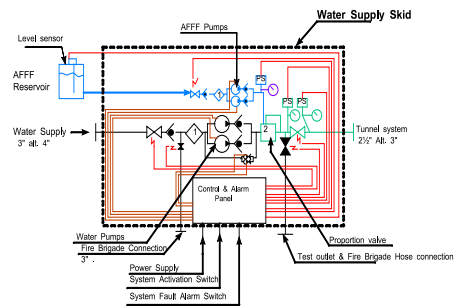 Water Supply Skid
AFFF Pumps
Level sensor
AFFF
Reservoir
PS
PS PS
1
Water Supply
3" alt. 4"
1
2
Tunnel system
2½" Alt. 3"
Control & Alarm
Panel
Water Pumps
Fire Brigade Connection
3" .
Proportion valve
Test outlet & Fire Brigade Hose connection
Power Supply
System Activation Switch
System Fault Alarm Switch